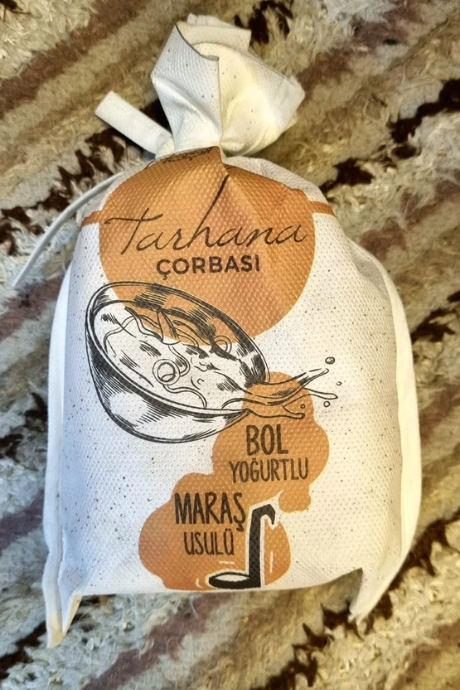 Tarhana
ÇORBASI
BOL
YOĞURTLU
MARAŞ
USULÜ